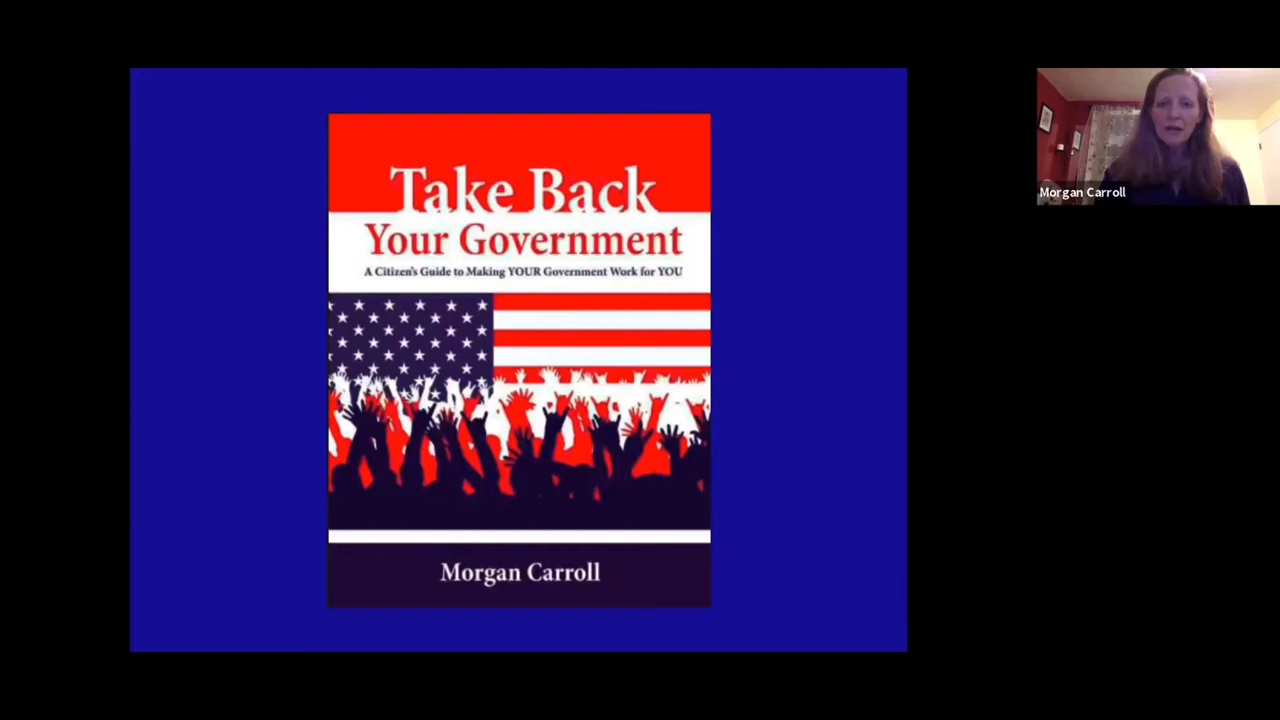 Take Back
Your Government
A Citizen's Guide to Making YOUR Government Work for YOU
Morgan Carroll
Morgan Carroll